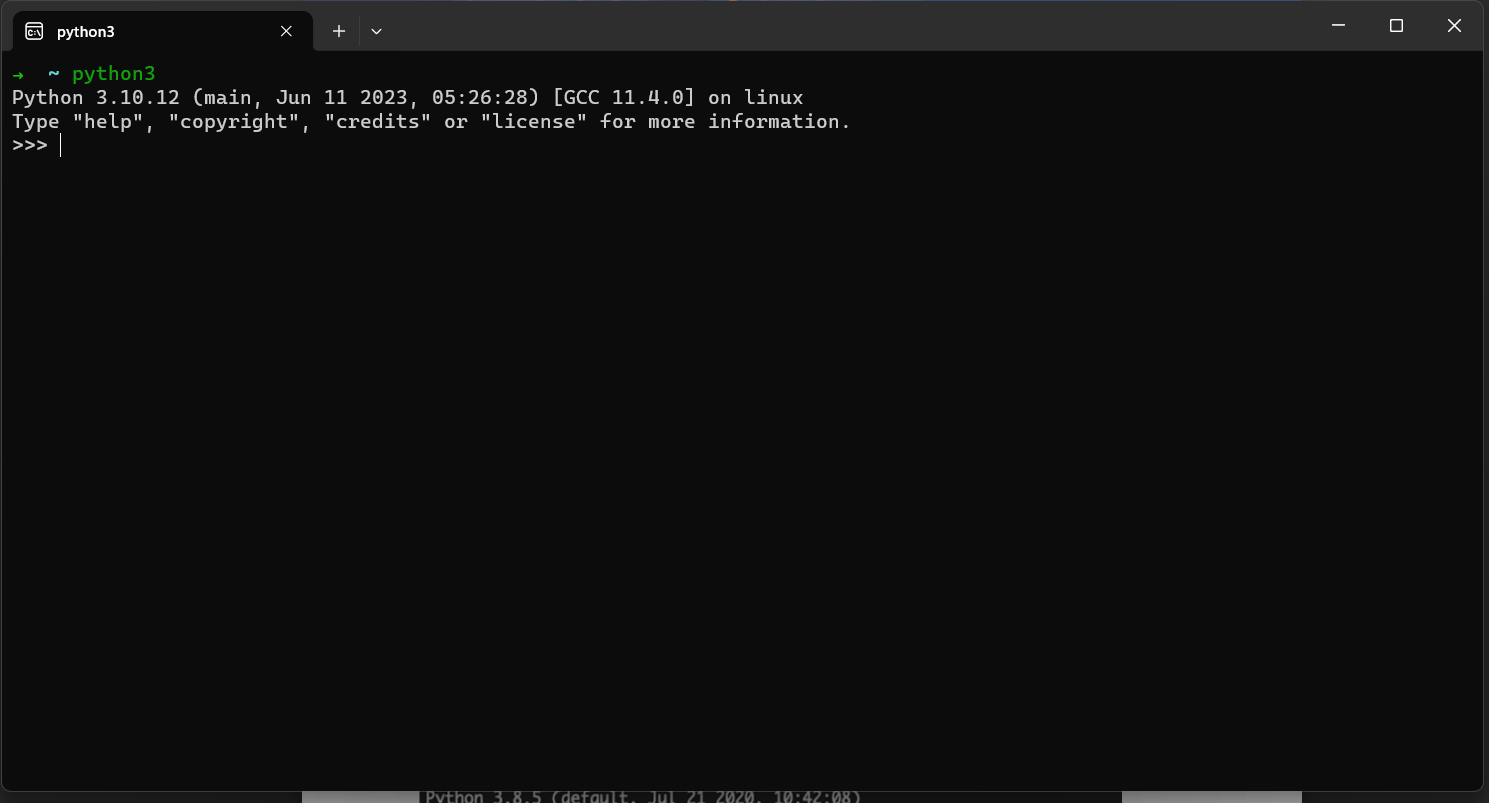 python3
→ ~ python3
Python 3.10.12 (main, Jun 11 2023, 05:26:28) [GCC 11.4.0] on linux
Type "help", "copyright", "credits" or "license" for more information.
>>>
Python 3.8.5 (default, Jul 21 2020, 10:42:08)